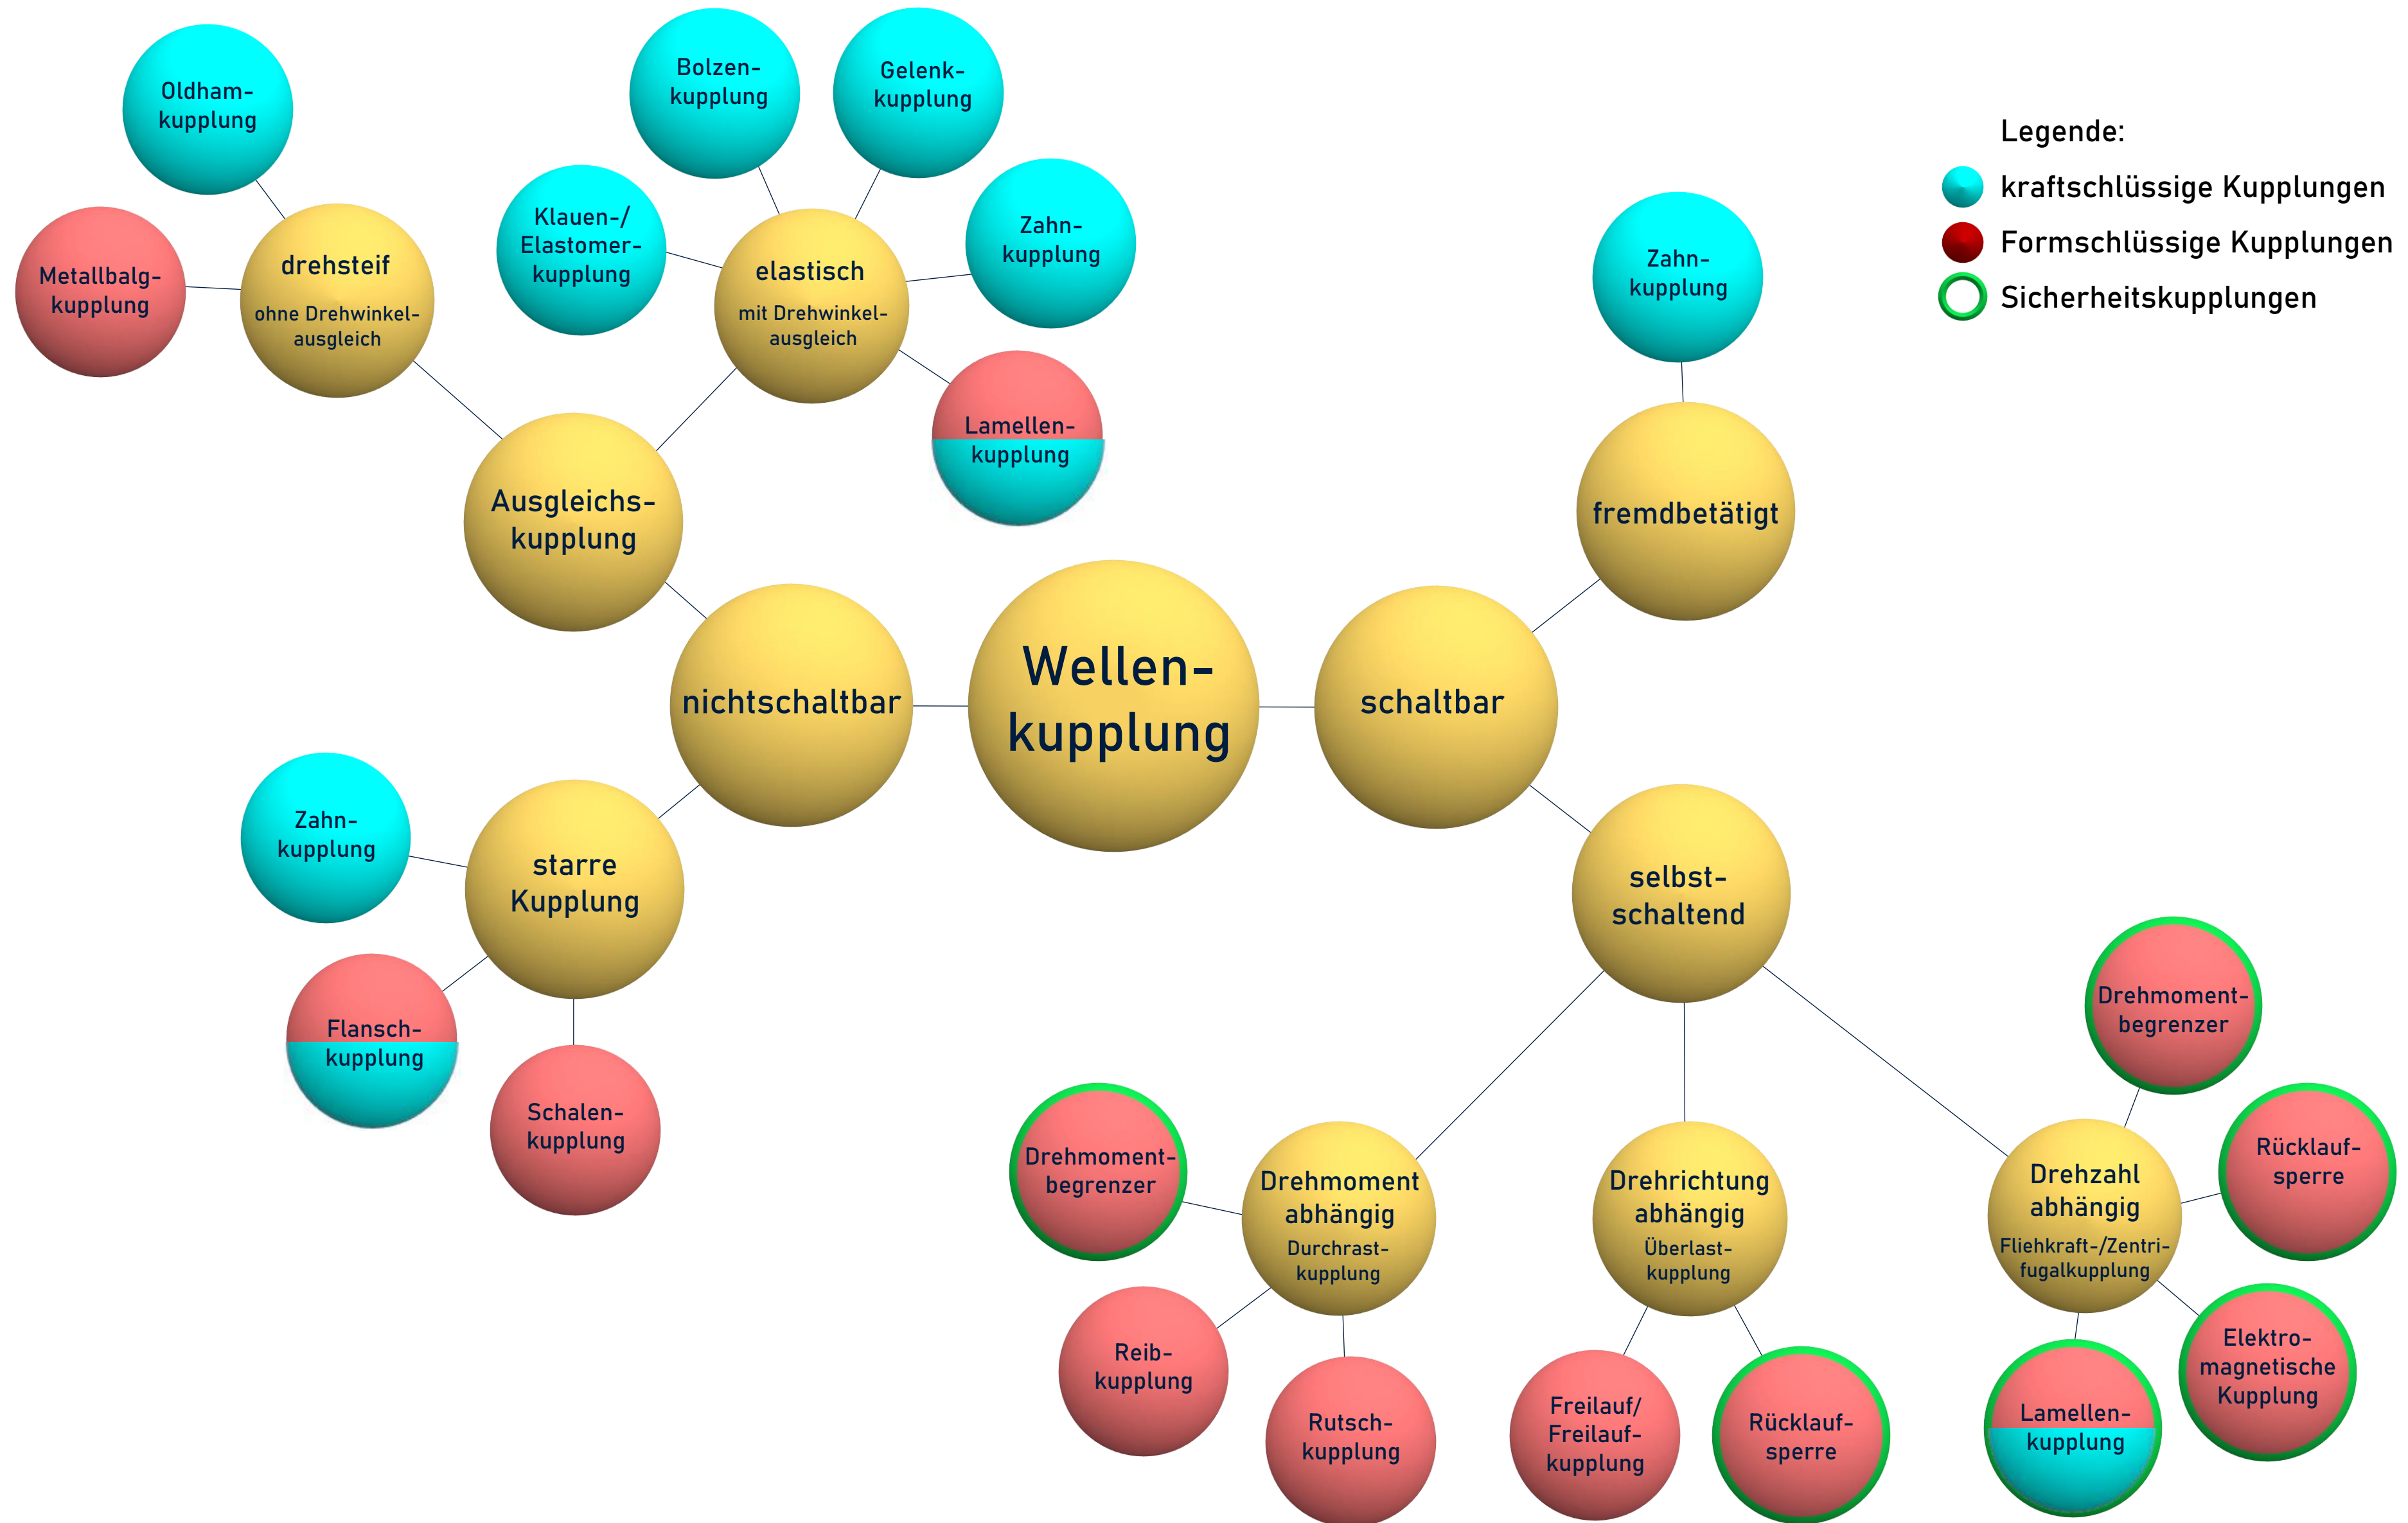 Oldham-
kupplung
Metallbalg-
kupplung
drehsteif
ohne Drehwinkel-
ausgleich
Bolzen-
kupplung
Gelenk-
kupplung
Klauen-/
Elastomer-
kupplung
Zahn-
kupplung
elastisch
mit Drehwinkel-
ausgleich
Lamellen-
kupplung
Ausgleichs-
kupplung
Legende:
kraftschlüssige Kupplungen
Formschlüssige Kupplungen
Sicherheitskupplungen
Zahn-
kupplung
fremdbetätigt
nichtschaltbar
Wellen-
kupplung
schaltbar
Zahn-
kupplung
starre
Kupplung
Flansch-
kupplung
Schalen-
kupplung
selbst-
schaltend
Drehmoment-
begrenzer
Drehmoment
abhängig
Durchrast-
kupplung
Reib-
kupplung
Rutsch-
kupplung
Drehrichtung
abhängig
Überlast-
kupplung
Freilauf/
Freilauf-
kupplung
Rücklauf-
sperre
Drehmoment-
begrenzer
Rücklauf-
sperre
Drehzahl
abhängig
Fliehkraft-/Zentri-
fugalkupplung
Elektro-
magnetische
Kupplung
Lamellen-
kupplung